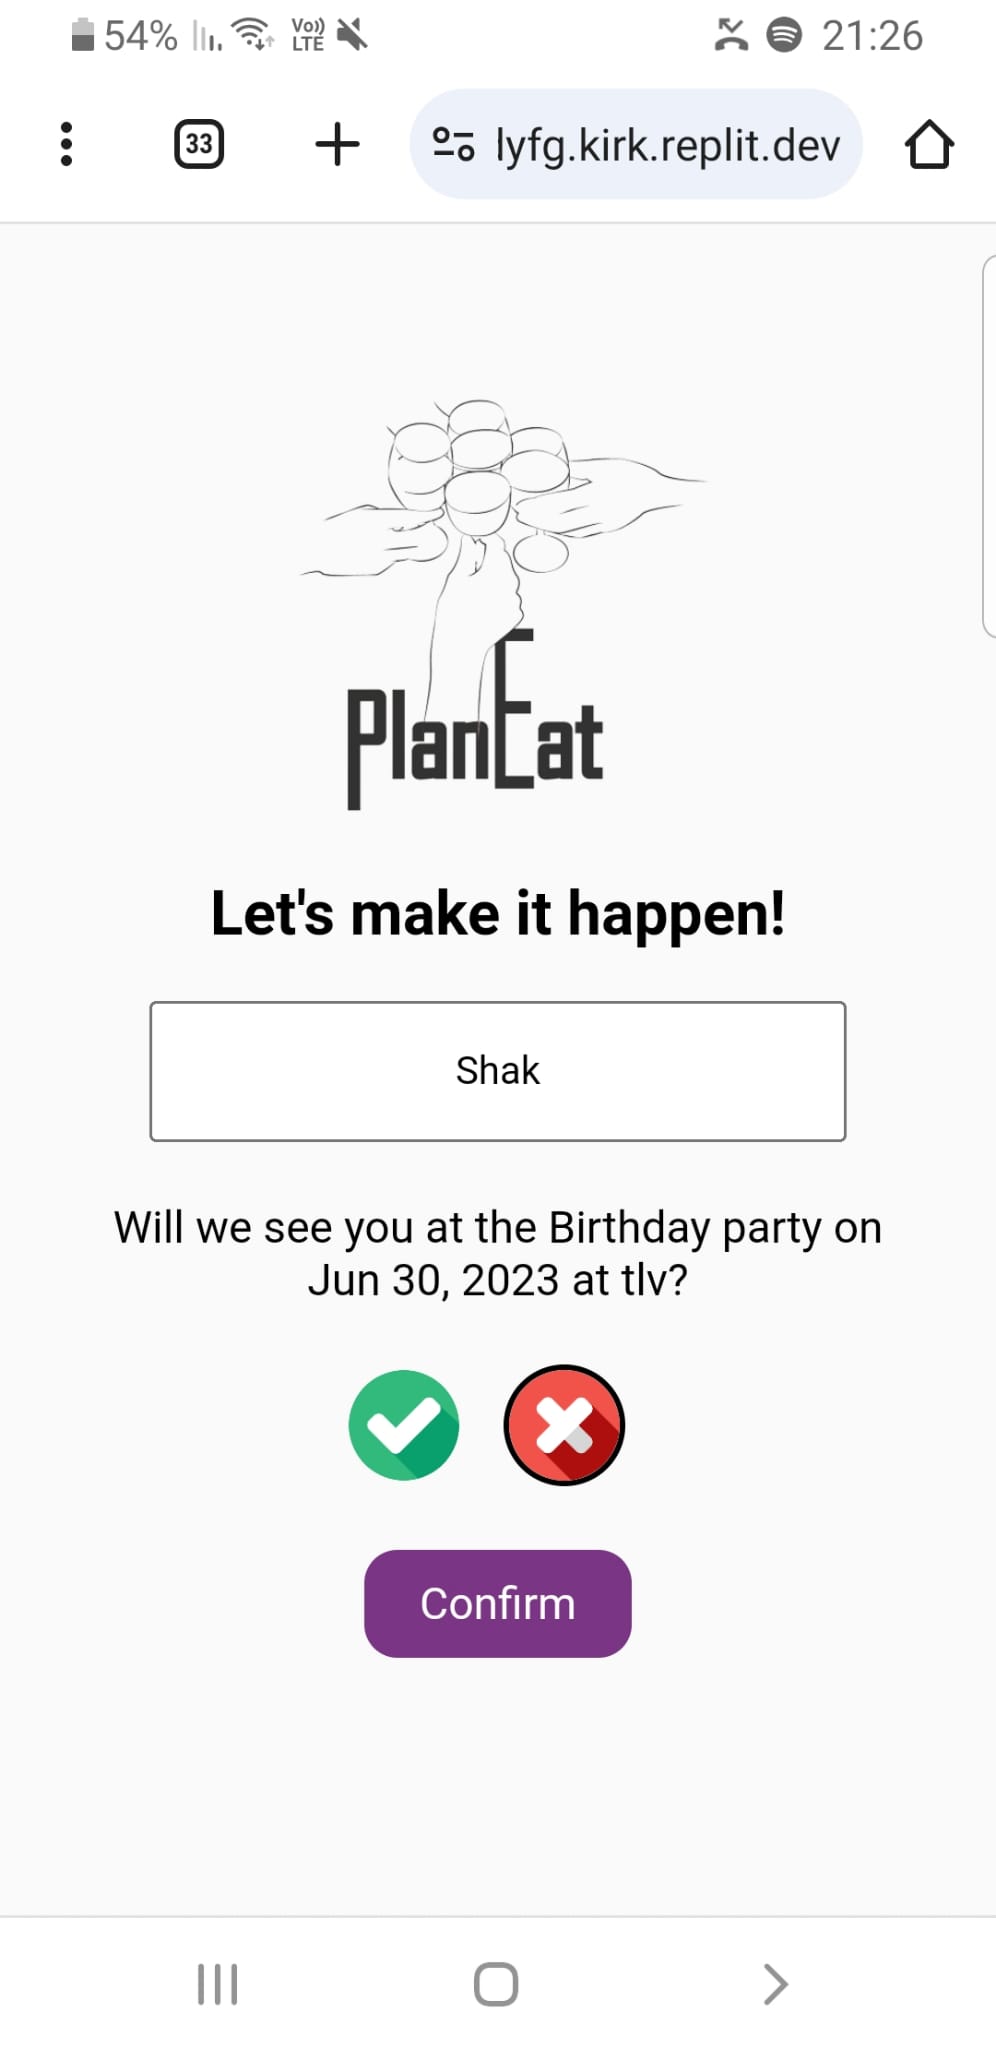 54% Vo)) LTE 21:26
33 lyfg.kirk.replit.dev
PlanEat
Let's make it happen!
Shak
Will we see you at the Birthday party on
Jun 30, 2023 at tlv?
Confirm